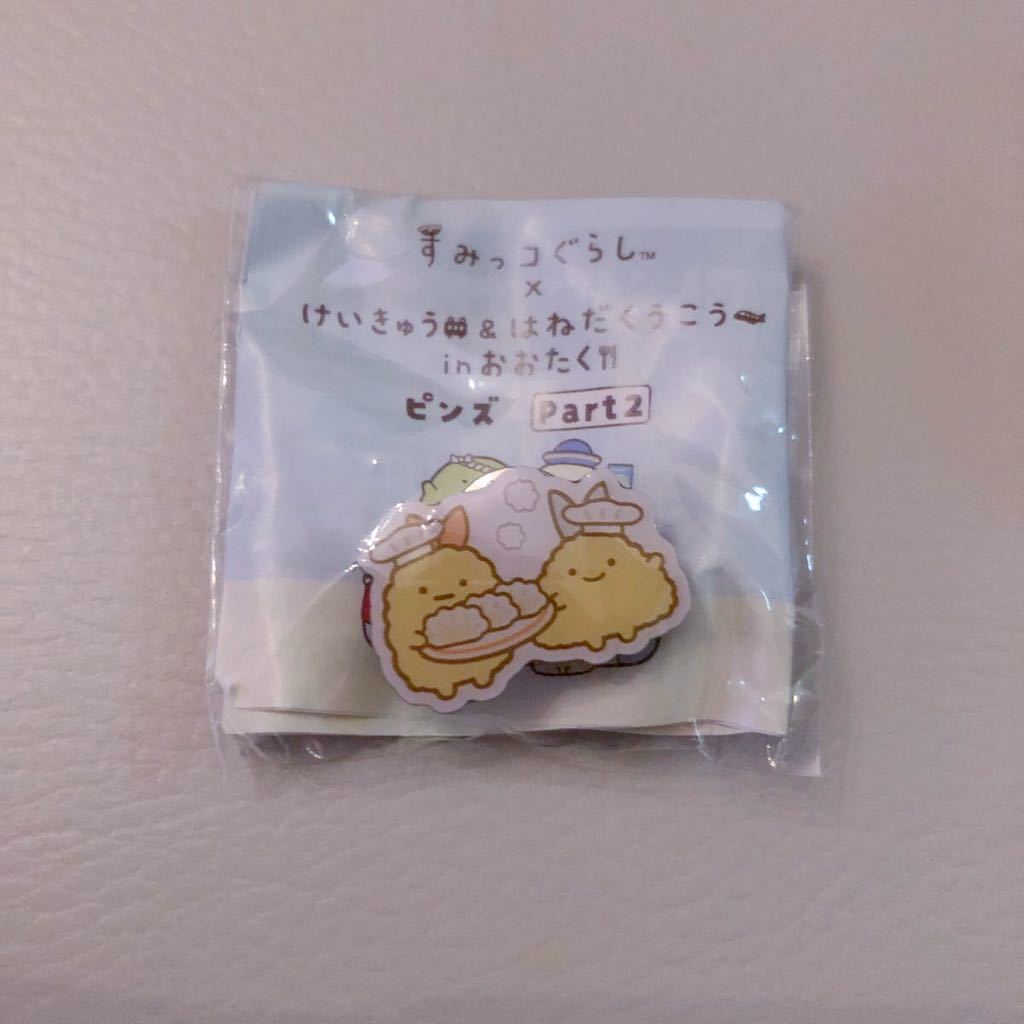 すみっコぐらし™
×
けいきゅう&はねだくうこう
inおおたく
ピンズ Part2